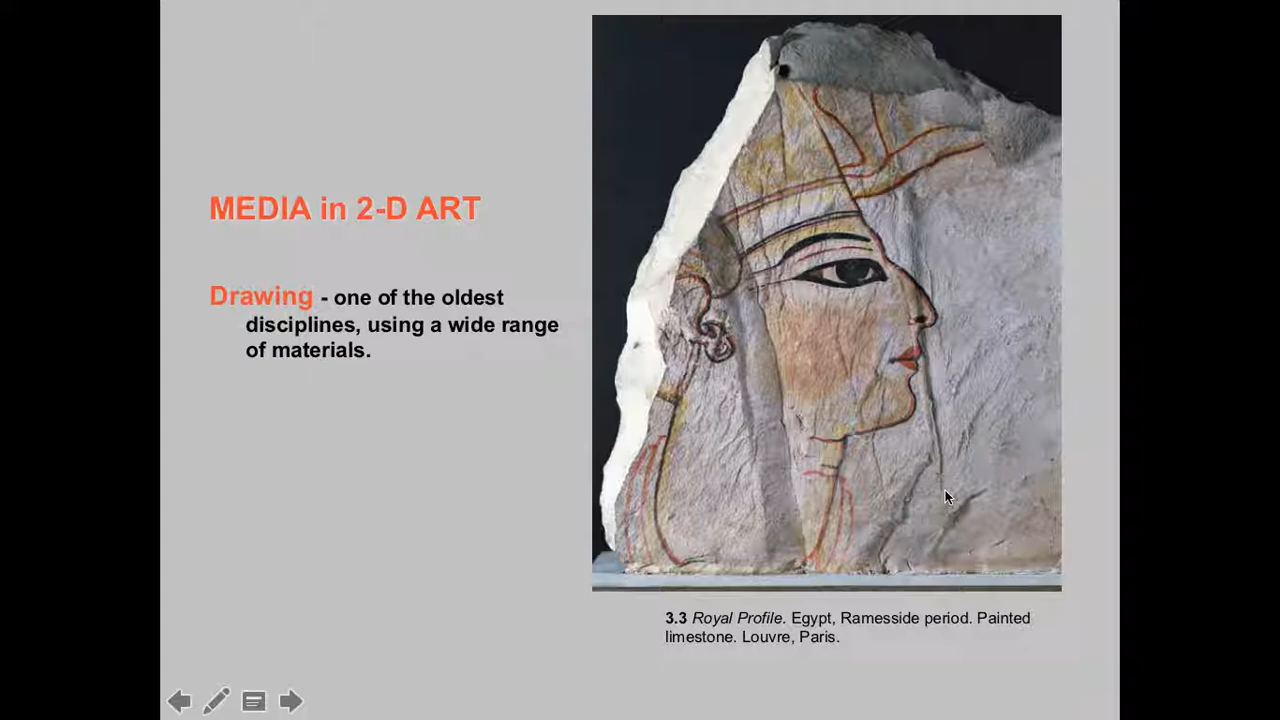 MEDIA in 2-D ART
Drawing - one of the oldest
disciplines, using a wide range
of materials.
3.3 Royal Profile. Egypt, Ramesside period. Painted
limestone. Louvre, Paris.